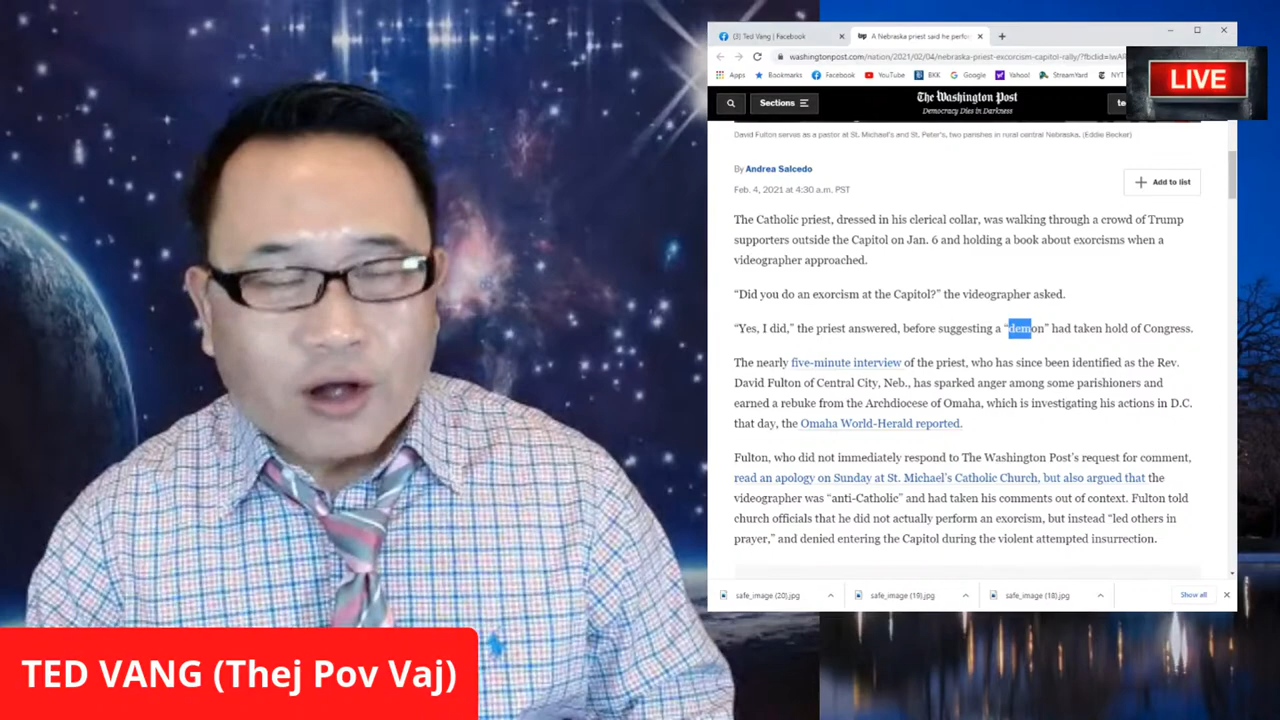 (3) Ted Vang | Facebook
A Nebraska priest said he perfo
washingtonpost.com/nation/2021/02/04/nebraska-priest-excorcism-capitol-rally/?fbclid=IwAR
Apps Bookmarks Facebook YouTube BKK Google Yahoo! StreamYard NYT
LIVE
Sections
The Washington Post
Democracy Dies in Darkness
David Fulton serves as a pastor at St. Michael's and St. Peter's, two parishes in rural central Nebraska. (Eddie Becker)
By Andrea Salcedo
Feb. 4, 2021 at 4:30 a.m. PST
Add to list
The Catholic priest, dressed in his clerical collar, was walking through a crowd of Trump
supporters outside the Capitol on Jan. 6 and holding a book about exorcisms when a
videographer approached.
“Did you do an exorcism at the Capitol?” the videographer asked.
“Yes, I did,” the priest answered, before suggesting a “demon” had taken hold of Congress.
The nearly five-minute interview of the priest, who has since been identified as the Rev.
David Fulton of Central City, Neb., has sparked anger among some parishioners and
earned a rebuke from the Archdiocese of Omaha, which is investigating his actions in D.C.
that day, the Omaha World-Herald reported.
Fulton, who did not immediately respond to The Washington Post’s request for comment,
read an apology on Sunday at St. Michael’s Catholic Church, but also argued that the
videographer was “anti-Catholic” and had taken his comments out of context. Fulton told
church officials that he did not actually perform an exorcism, but instead “led others in
prayer,” and denied entering the Capitol during the violent attempted insurrection.
safe_image (20).jpg
safe_image (19).jpg
safe_image (18).jpg
Show all
TED VANG (Thej Pov Vaj)